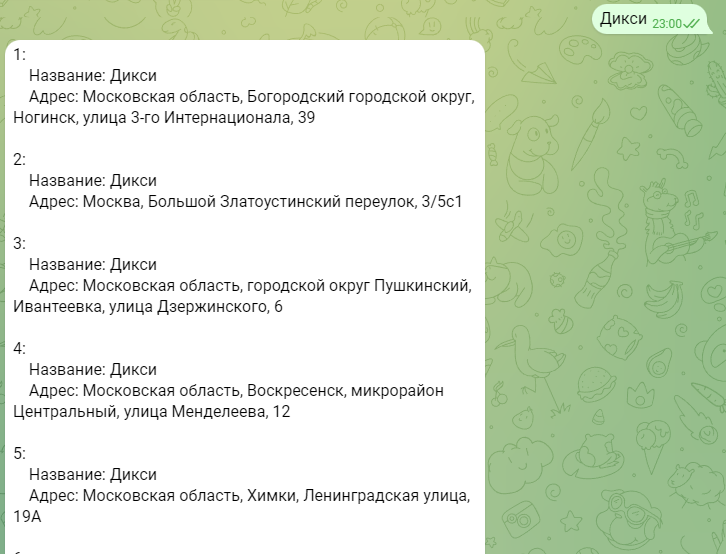 Дикси 23:00
1:
Название: Дикси
Адрес: Московская область, Богородский городской округ,
Ногинск, улица 3-го Интернационала, 39
2:
Название: Дикси
Адрес: Москва, Большой Златоустинский переулок, 3/5с1
3:
Название: Дикси
Адрес: Московская область, городской округ Пушкинский,
Ивантеевка, улица Дзержинского, 6
4:
Название: Дикси
Адрес: Московская область, Воскресенск, микрорайон
Центральный, улица Менделеева, 12
5:
Название: Дикси
Адрес: Московская область, Химки, Ленинградская улица,
19А